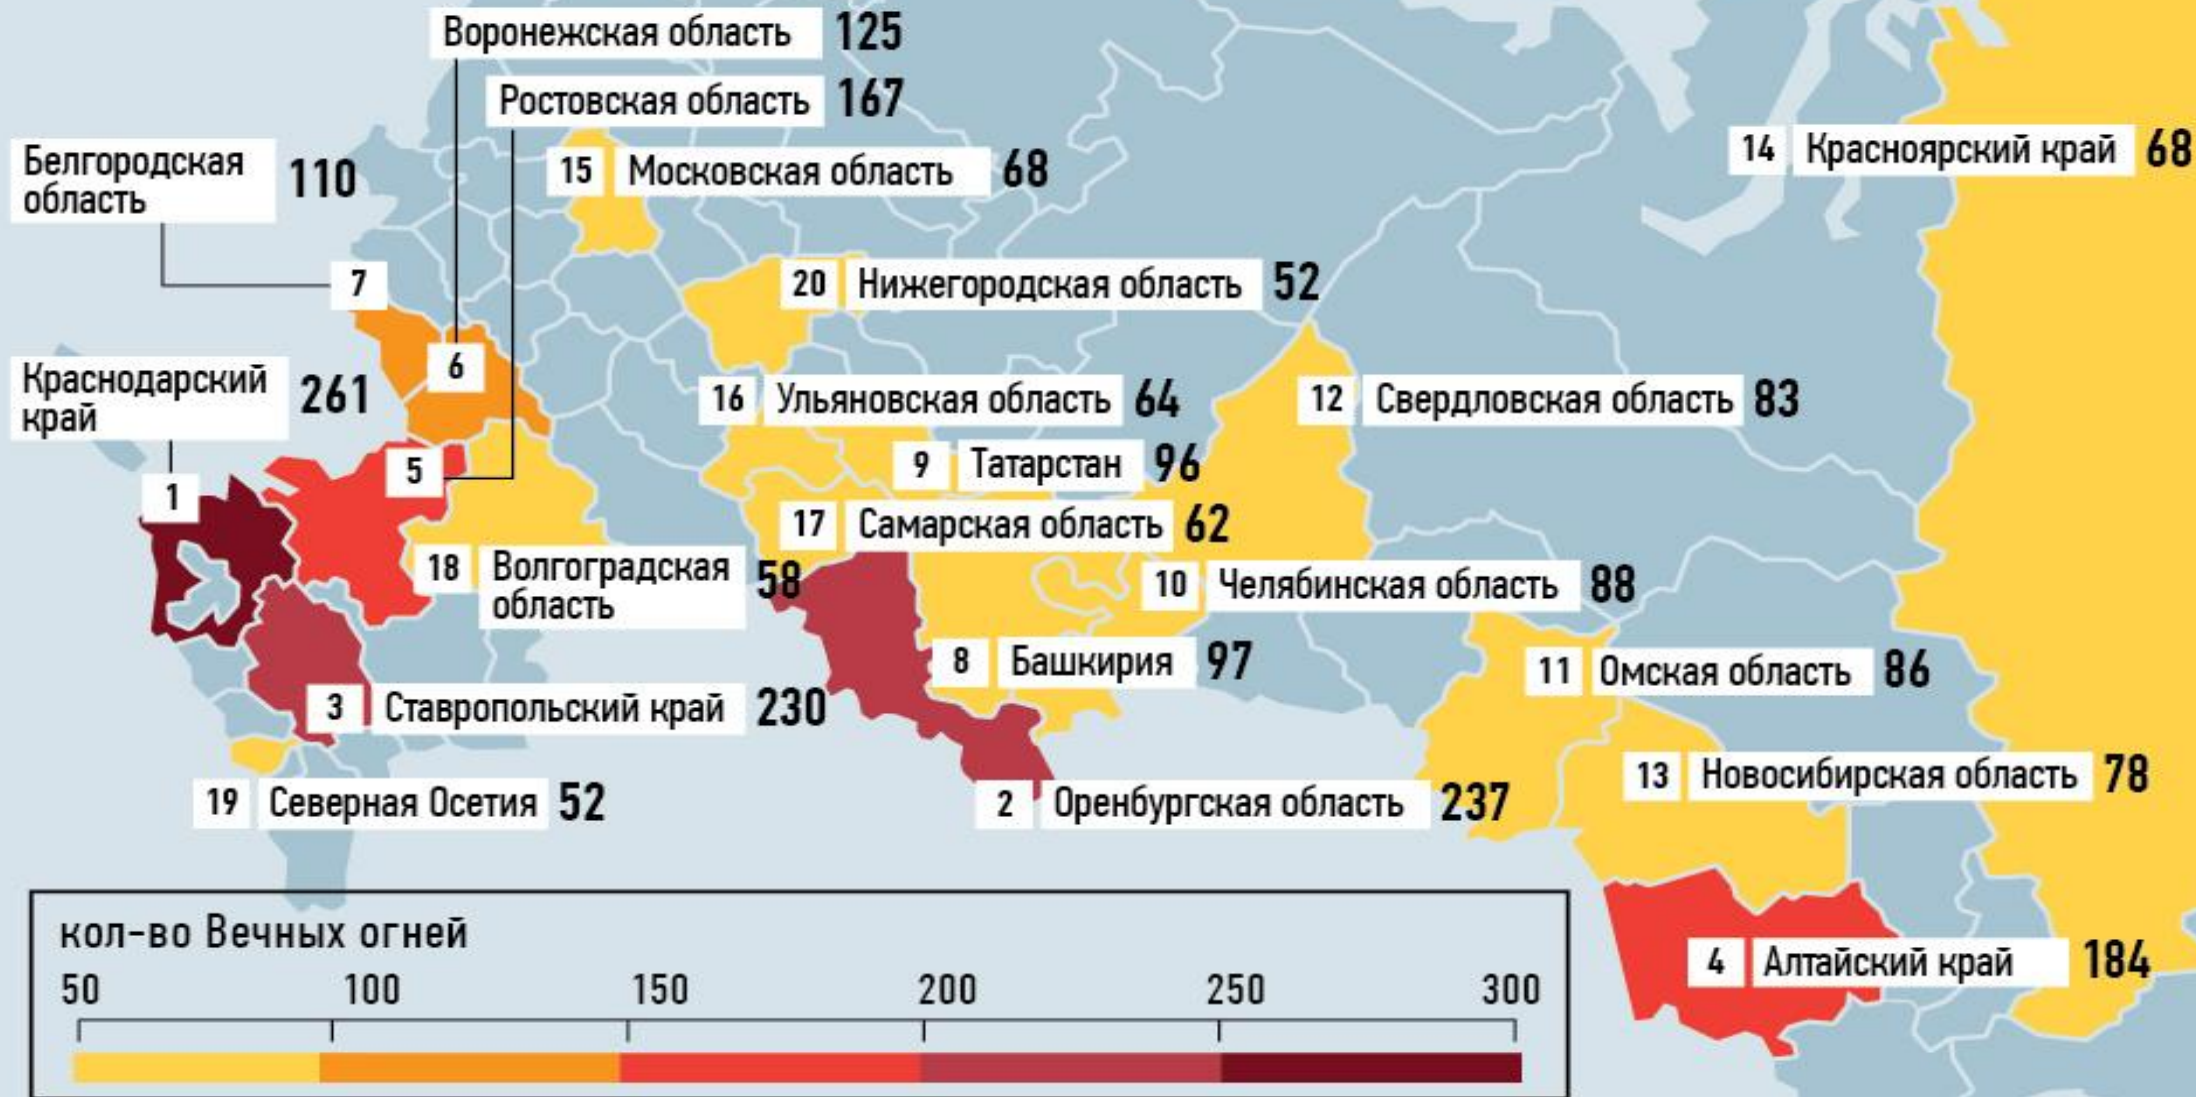 Воронежская область 125
Ростовская область 167
Белгородская
область
110
15 Московская область 68
14 Красноярский край 68
7
20 Нижегородская область 52
6
Краснодарский
край
261
16 Ульяновская область 64
12 Свердловская область 83
5
9 Татарстан 96
1
17 Самарская область 62
18 Волгоградская
область
58
10 Челябинская область 88
8 Башкирия 97
11 Омская область 86
3 Ставропольский край 230
13 Новосибирская область 78
19 Северная Осетия 52
2 Оренбургская область 237
4 Алтайский край 184
кол-во Вечных огней
50 100 150 200 250 300